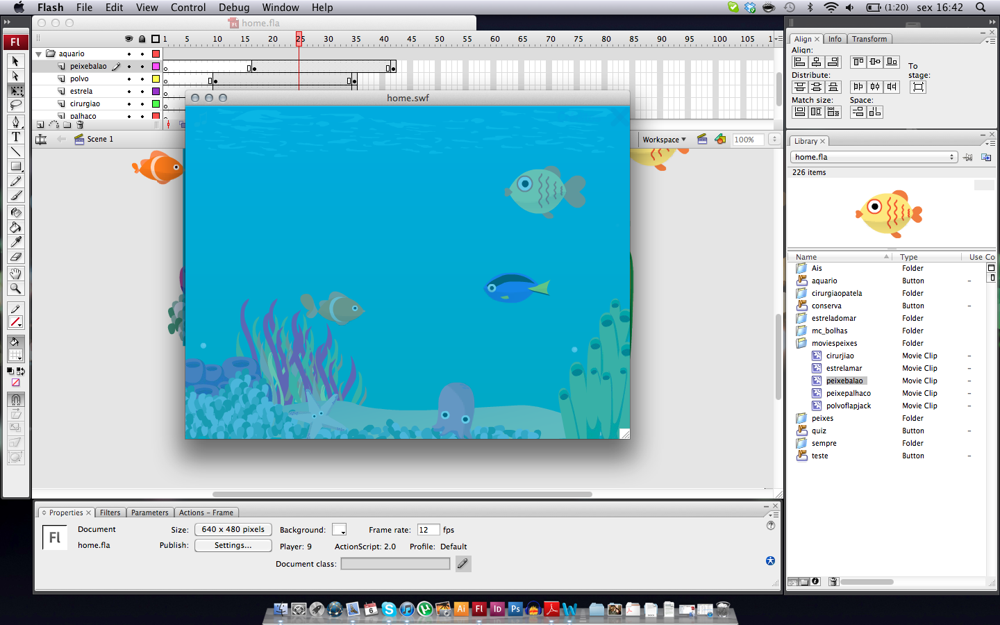 Flash File Edit View Control Debug Window Help (1:20) sex 16:42
home.fla
1 5 10 15 20 25 30 35 40 45 50 55 60 65 70 75 80 85 90 95 100 105 1
aquario
peixebalao
polvo
estrela
cirurgiao
palhaco
Scene 1
Workspace
100%
home.swf
Fl
T
Align Info Transform
Align:
To stage:
Distribute:
Match size:
Space:
Library
home.fla
226 items
Name Type Use Co
Ais Folder
aquario Button –
cirurgiaopatela Folder
conserva Button –
estreladomar Folder
mc_bolhas Folder
moviespeixes Folder
cirurjiao Movie Clip –
estrelamar Movie Clip –
peixebalao Movie Clip –
peixepalhaco Movie Clip –
polvoflapjack Movie Clip –
peixes Folder
quiz Button –
sempre Folder
teste Button –
Properties Filters Parameters Actions – Frame
Fl
Document
home.fla
Size: 640 x 480 pixels Background: Frame rate: 12 fps
Publish: Settings... Player: 9 ActionScript: 2.0 Profile: Default
Document class:
6 Ai Fl Id Ps W